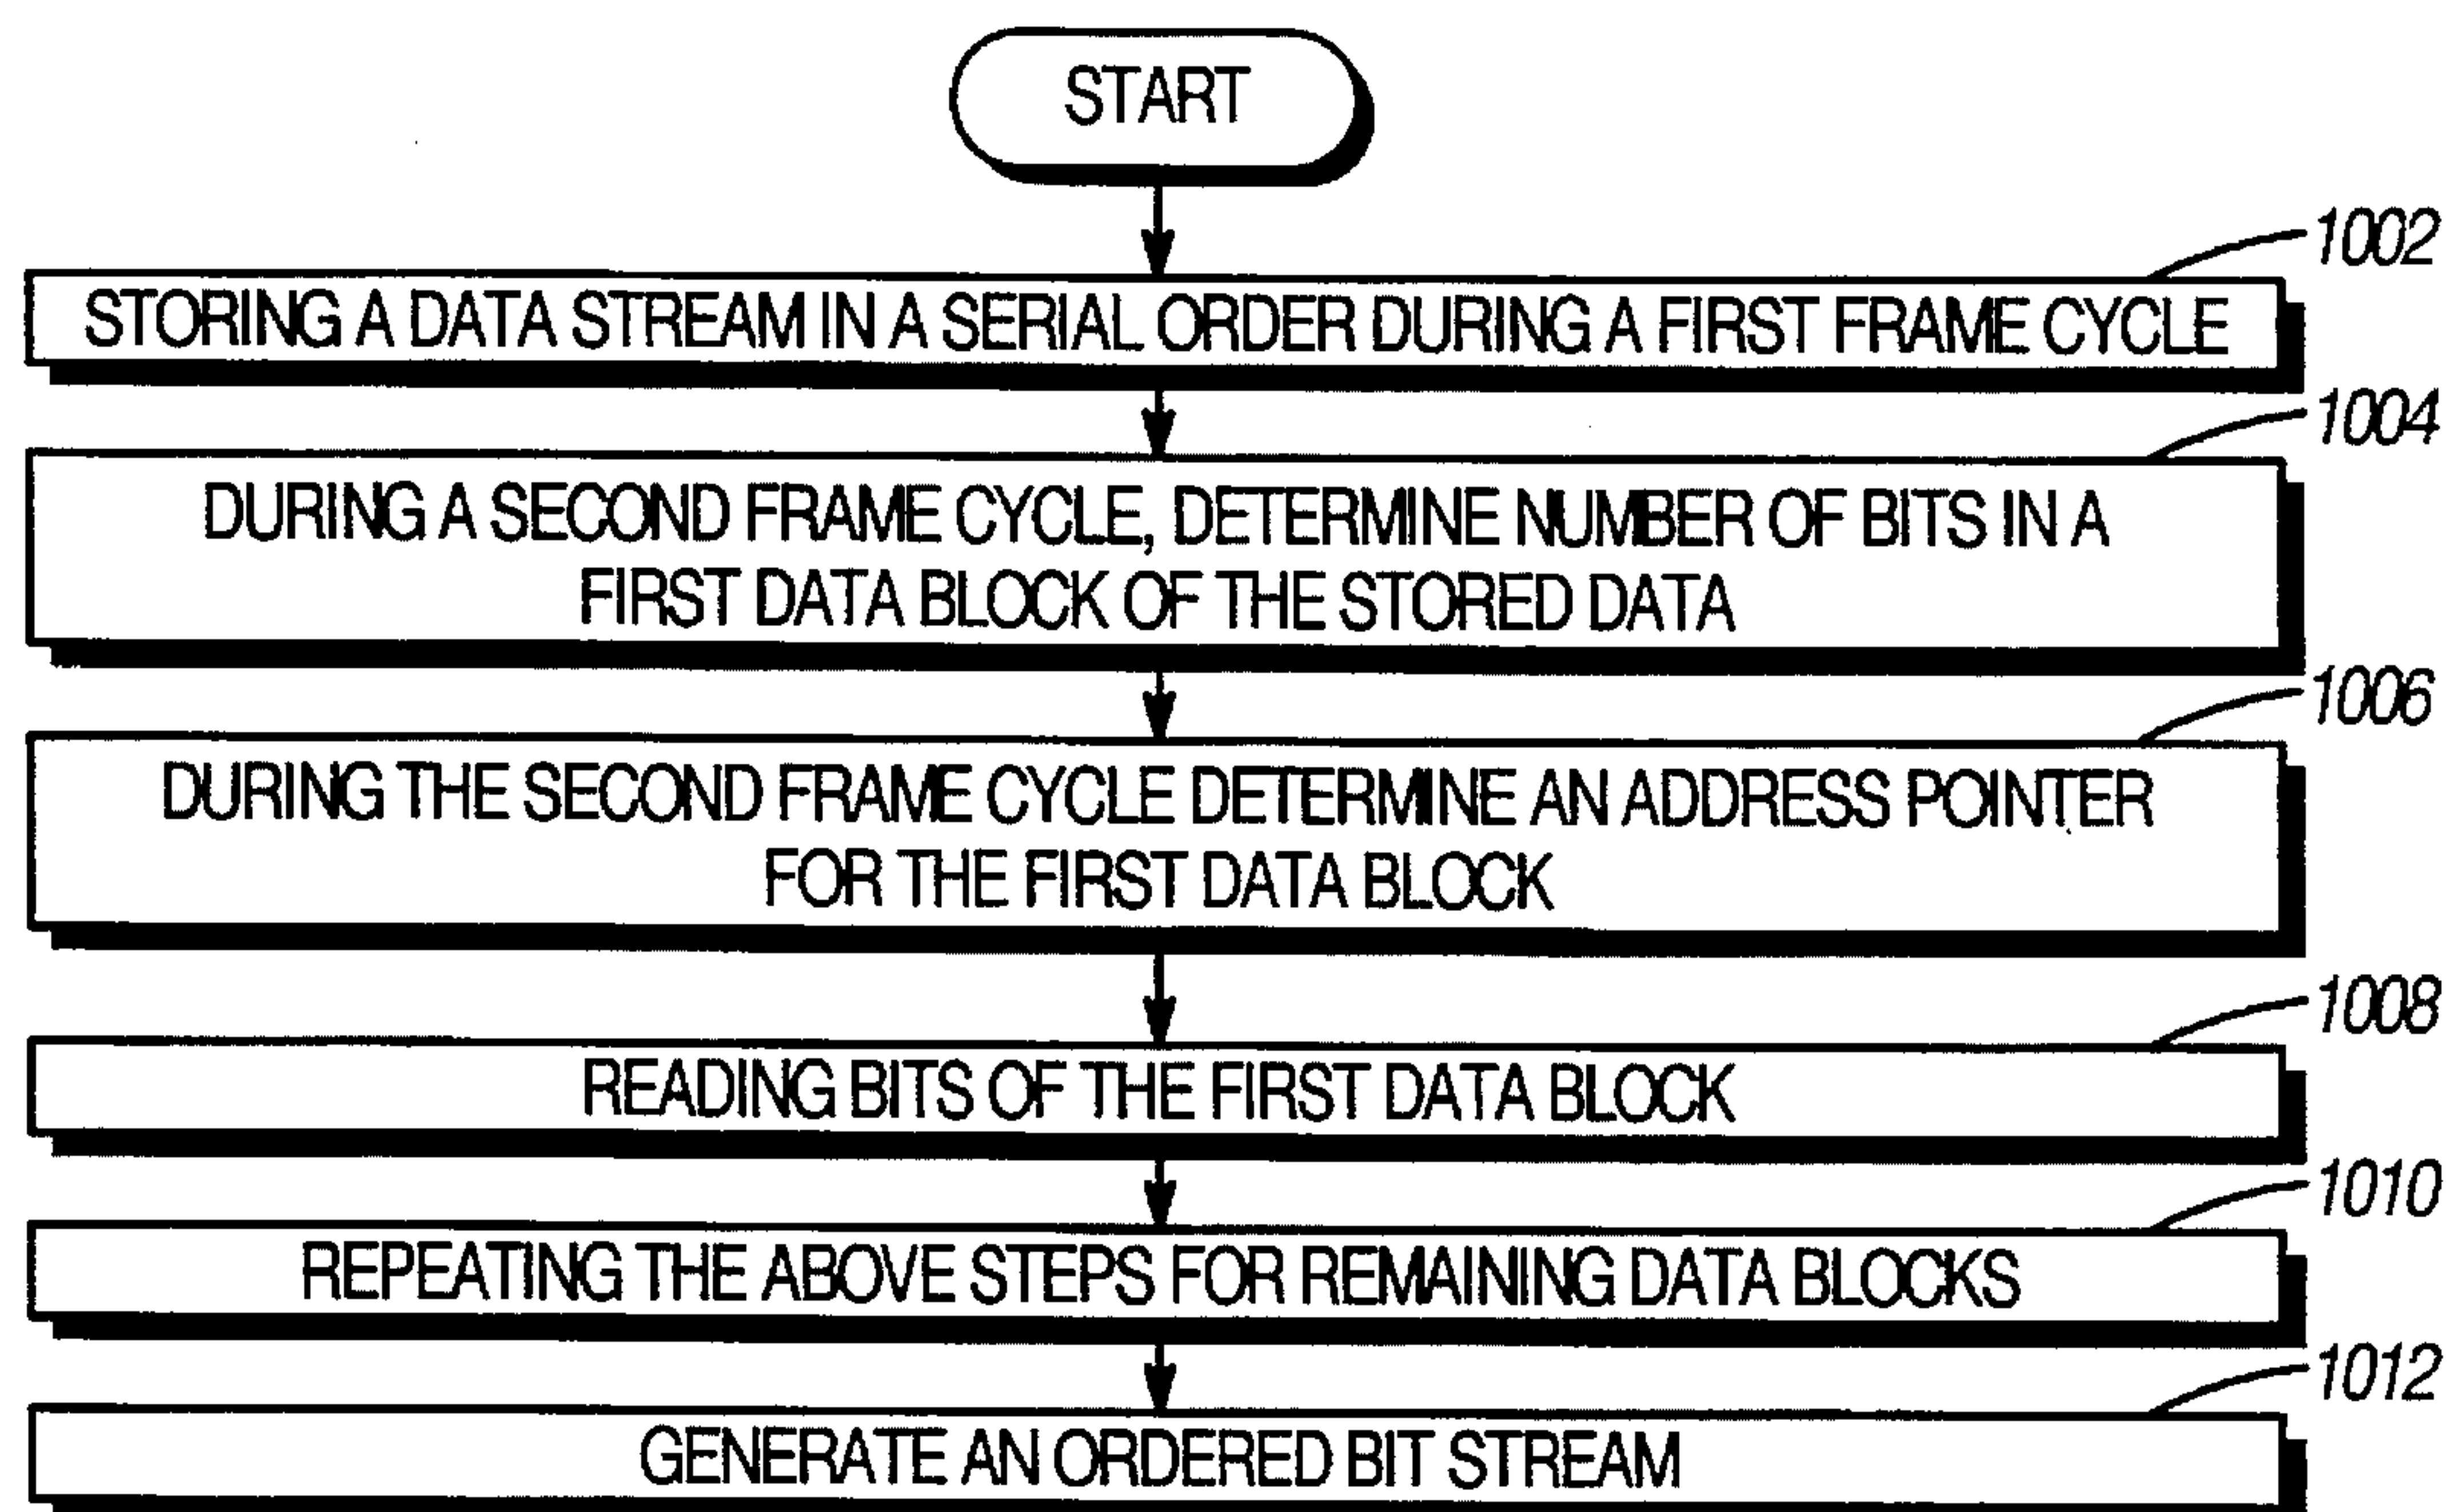 START
1002
STORING A DATA STREAM IN A SERIAL ORDER DURING A FIRST FRAME CYCLE
1004
DURING A SECOND FRAME CYCLE, DETERMINE NUMBER OF BITS IN A
FIRST DATA BLOCK OF THE STORED DATA
1006
DURING THE SECOND FRAME CYCLE DETERMINE AN ADDRESS POINTER
FOR THE FIRST DATA BLOCK
1008
READING BITS OF THE FIRST DATA BLOCK
1010
REPEATING THE ABOVE STEPS FOR REMAINING DATA BLOCKS
1012
GENERATE AN ORDERED BIT STREAM